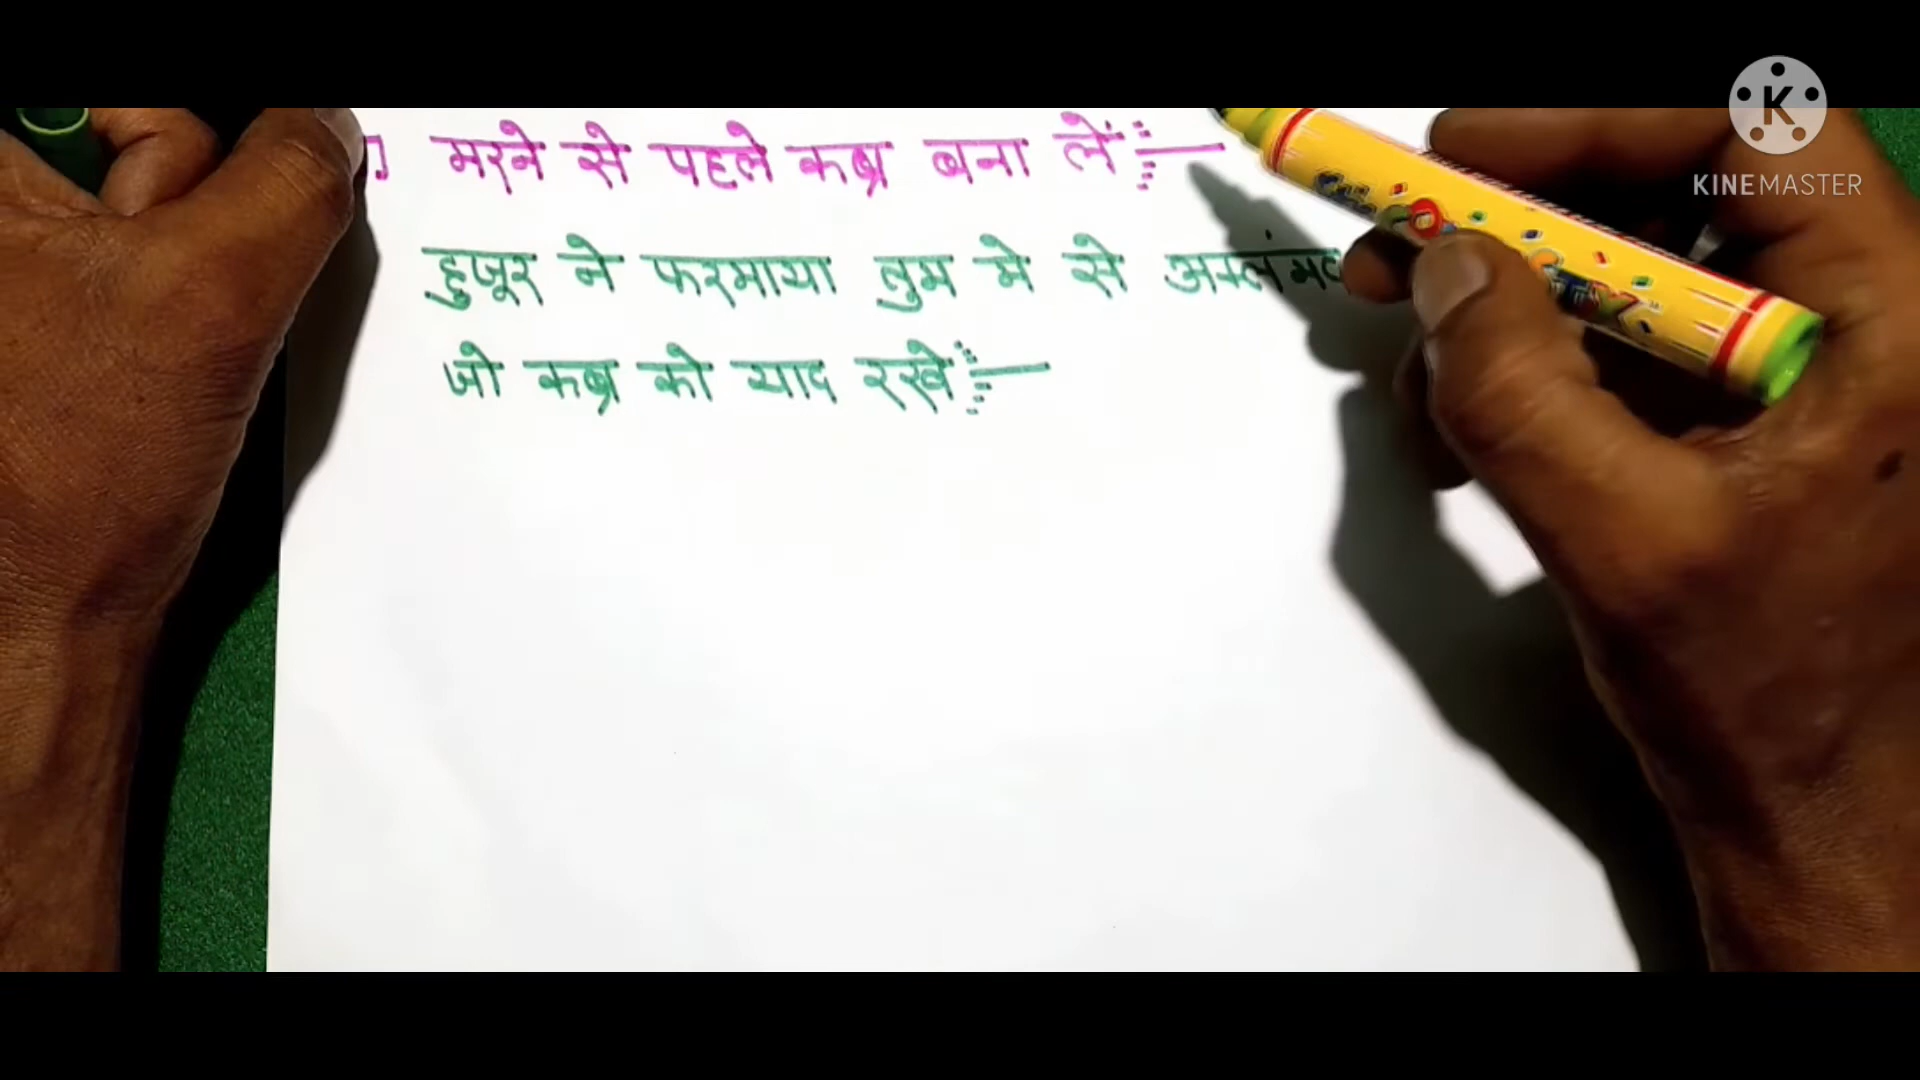 मरने से पहले कब्र बना लें
हुजूर ने फरमाया तुम मे से
जो कब्र को याद रखे
KINEMASTER